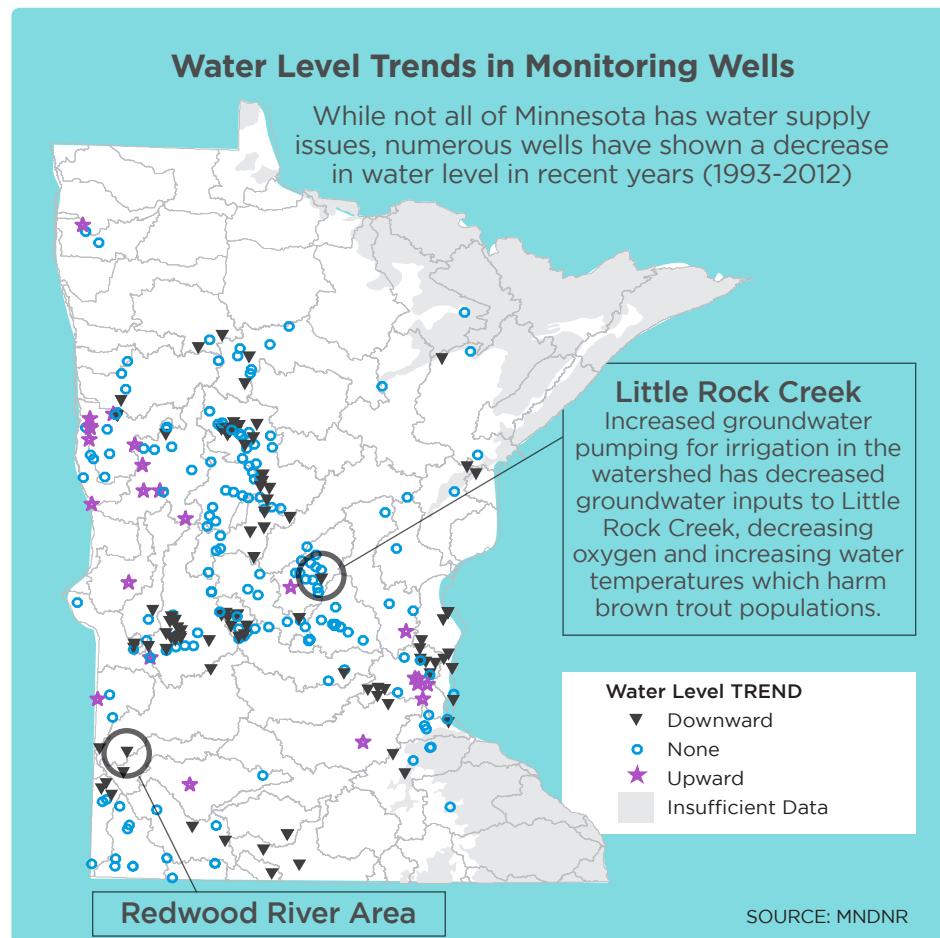 Water Level Trends in Monitoring Wells
While not all of Minnesota has water supply
issues, numerous wells have shown a decrease
in water level in recent years (1993-2012)
Little Rock Creek
Increased groundwater
pumping for irrigation in the
watershed has decreased
groundwater inputs to Little
Rock Creek, decreasing
oxygen and increasing water
temperatures which harm
brown trout populations.
Water Level TREND
Downward
None
Upward
Insufficient Data
Redwood River Area
SOURCE: MNDNR